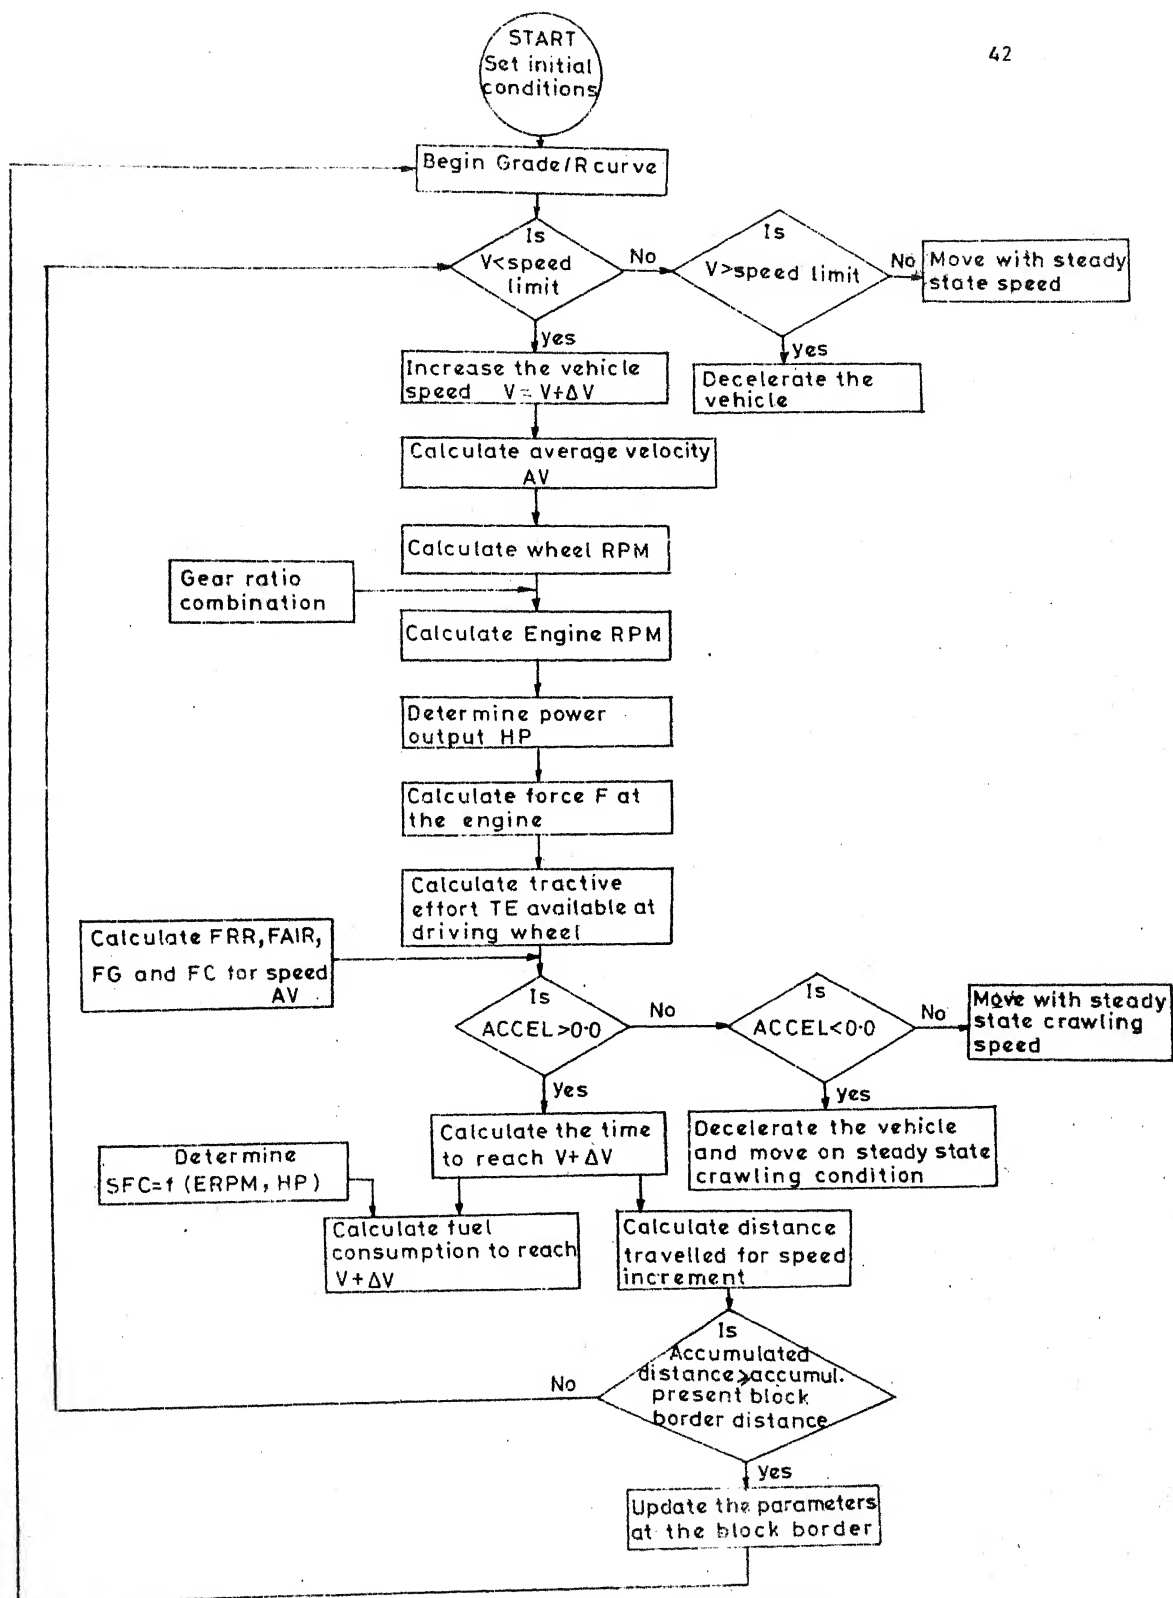 42
START
Set initial
conditions
Begin Grade/R curve
Is
V<speed
limit
No
Is
V>speed limit
No
Move with steady
state speed
yes
yes
Increase the vehicle
speed V = V+ΔV
Decelerate the
vehicle
Calculate average velocity
AV
Calculate wheel RPM
Gear ratio
combination
Calculate Engine RPM
Determine power
output HP
Calculate force F at
the engine
Calculate tractive
effort TE available at
driving wheel
Calculate FRR, FAIR,
FG and FC for speed
AV
Is
ACCEL>0·0
No
Is
ACCEL<0·0
No
Move with steady
state crawling
speed
yes
yes
Calculate the time
to reach V+ΔV
Decelerate the vehicle
and move on steady state
crawling condition
Determine
SFC=f (ERPM, HP)
Calculate fuel
consumption to reach
V+ΔV
Calculate distance
travelled for speed
increment
Is
Accumulated
distance⩾accumul.
present block
border distance
No
yes
Update the parameters
at the block border